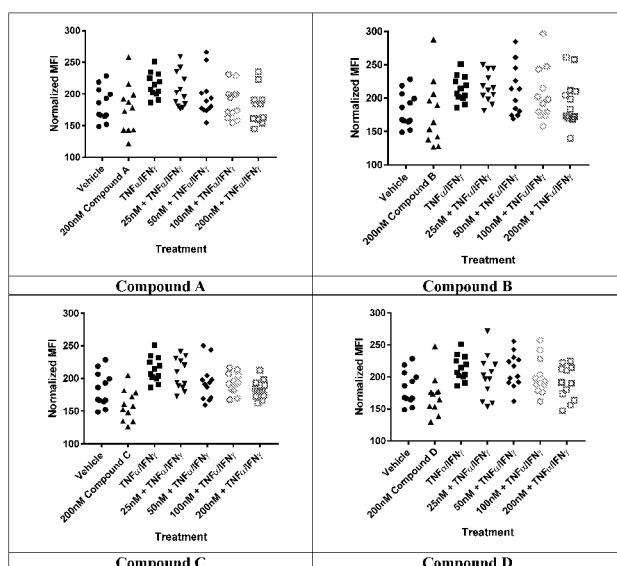 Normalized MFI
300
250
200
150
100
Vehicle
200nM Compound A
TNFα/IFNγ
25nM + TNFα/IFNγ
50nM + TNFα/IFNγ
100nM + TNFα/IFNγ
200nM + TNFα/IFNγ
Treatment
Compound A
Normalized MFI
300
250
200
150
100
Vehicle
200nM Compound B
TNFα/IFNγ
25nM + TNFα/IFNγ
50nM + TNFα/IFNγ
100nM + TNFα/IFNγ
200nM + TNFα/IFNγ
Treatment
Compound B
Normalized MFI
300
250
200
150
100
Vehicle
200nM Compound C
TNFα/IFNγ
25nM + TNFα/IFNγ
50nM + TNFα/IFNγ
100nM + TNFα/IFNγ
200nM + TNFα/IFNγ
Treatment
Compound C
Normalized MFI
300
250
200
150
100
Vehicle
200nM Compound D
TNFα/IFNγ
25nM + TNFα/IFNγ
50nM + TNFα/IFNγ
100nM + TNFα/IFNγ
200nM + TNFα/IFNγ
Treatment
Compound D